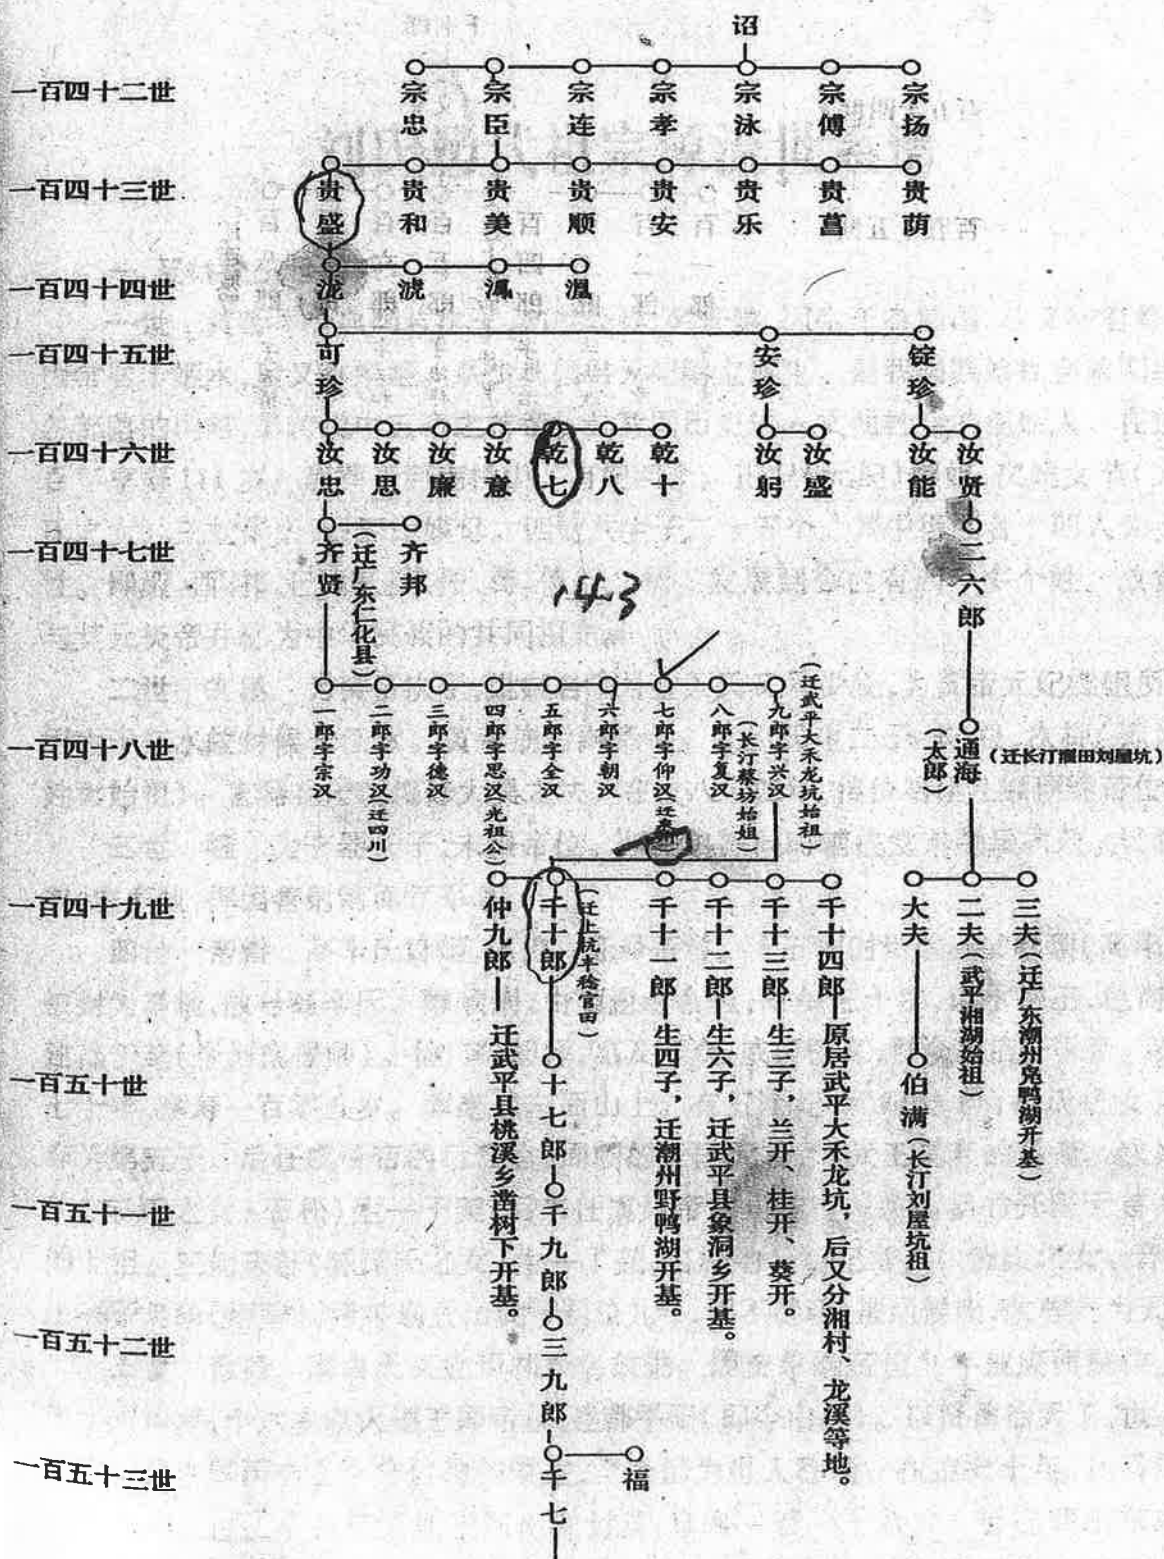 诏
一百四十二世
宗忠 宗臣 宗连 宗孝 宗泳 宗傅 宗扬
一百四十三世
贵盛 贵和 贵美 贵顺 贵安 贵乐 贵菖 贵荫
一百四十四世
泷 淲
一百四十五世
可珍 安珍 锭珍
一百四十六世
汝忠 汝思 汝廉 汝意 乾七 乾八 乾十 汝躬 汝盛 汝能 汝贤
一百四十七世
齐贤 (迁广东仁化县) 齐邦 二六郎
143
一百四十八世
一郎字宗汉
二郎字功汉(迁四川)
三郎字德汉
四郎字思汉(光祖公)
五郎字全汉
六郎字朝汉
七郎字仰汉(迁
八郎字复汉
(长汀蔡坊始祖)
九郎字兴汉
(迁武平大禾龙坑始祖)
(太郎)
通海
(迁长汀 田刘屋坑)
一百四十九世
仲九郎 迁武平县桃溪乡凿树下开基。
千十郎
(迁上杭丰稔官田)
千十一郎 生四子，迁潮州野鸭湖开基。
千十二郎 生六子，迁武平县象洞乡开基。
千十三郎 生三子，兰开、桂开、葵开。
千十四郎 原居武平大禾龙坑，后又分湘村、龙溪等地。
大夫
二夫(武平湘湖始祖)
三夫(迁广东潮州凫鸭湖开基)
一百五十世
十七郎
伯满(长汀刘屋坑祖)
一百五十一世
千九郎
一百五十二世
三九郎
一百五十三世
千七 福